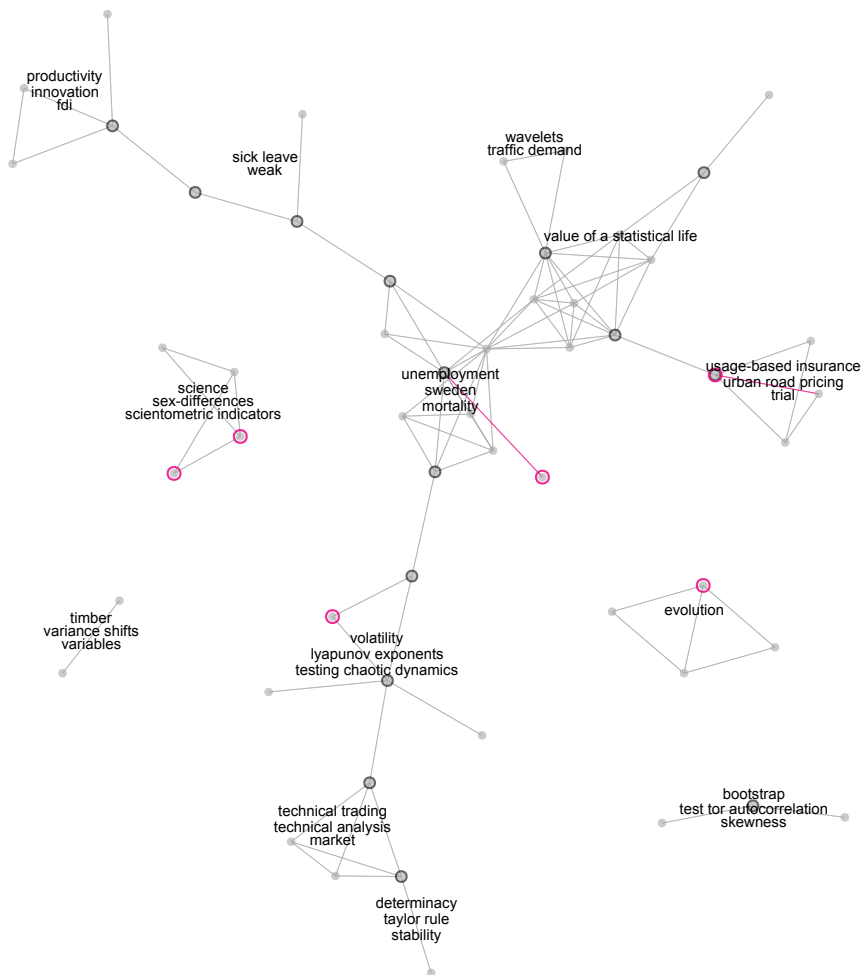 productivity
innovation
fdi
sick leave
weak
wavelets
traffic demand
value of a statistical life
usage-based insurance
urban road pricing
trial
unemployment
sweden
mortality
science
sex-differences
scientometric indicators
timber
variance shifts
variables
volatility
lyapunov exponents
testing chaotic dynamics
evolution
bootstrap
test tor autocorrelation
skewness
technical trading
technical analysis
market
determinacy
taylor rule
stability